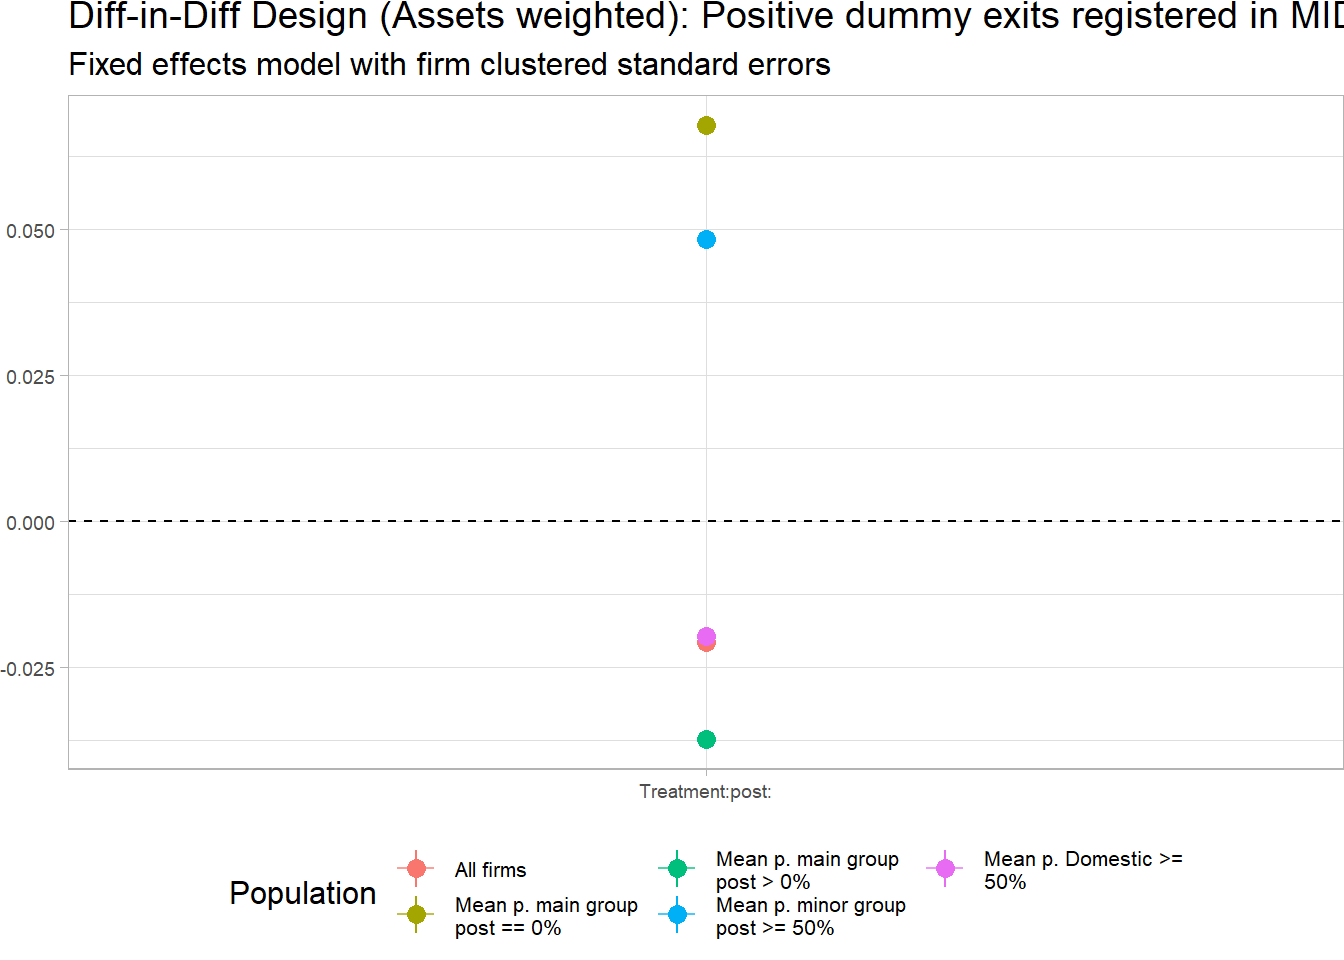 Diff-in-Diff Design (Assets weighted): Positive dummy exits registered in MID
Fixed effects model with firm clustered standard errors
0.050
0.025
0.000
-0.025
Treatment:post:
Population
All firms
Mean p. main group
post == 0%
Mean p. main group
post > 0%
Mean p. minor group
post >= 50%
Mean p. Domestic >=
50%